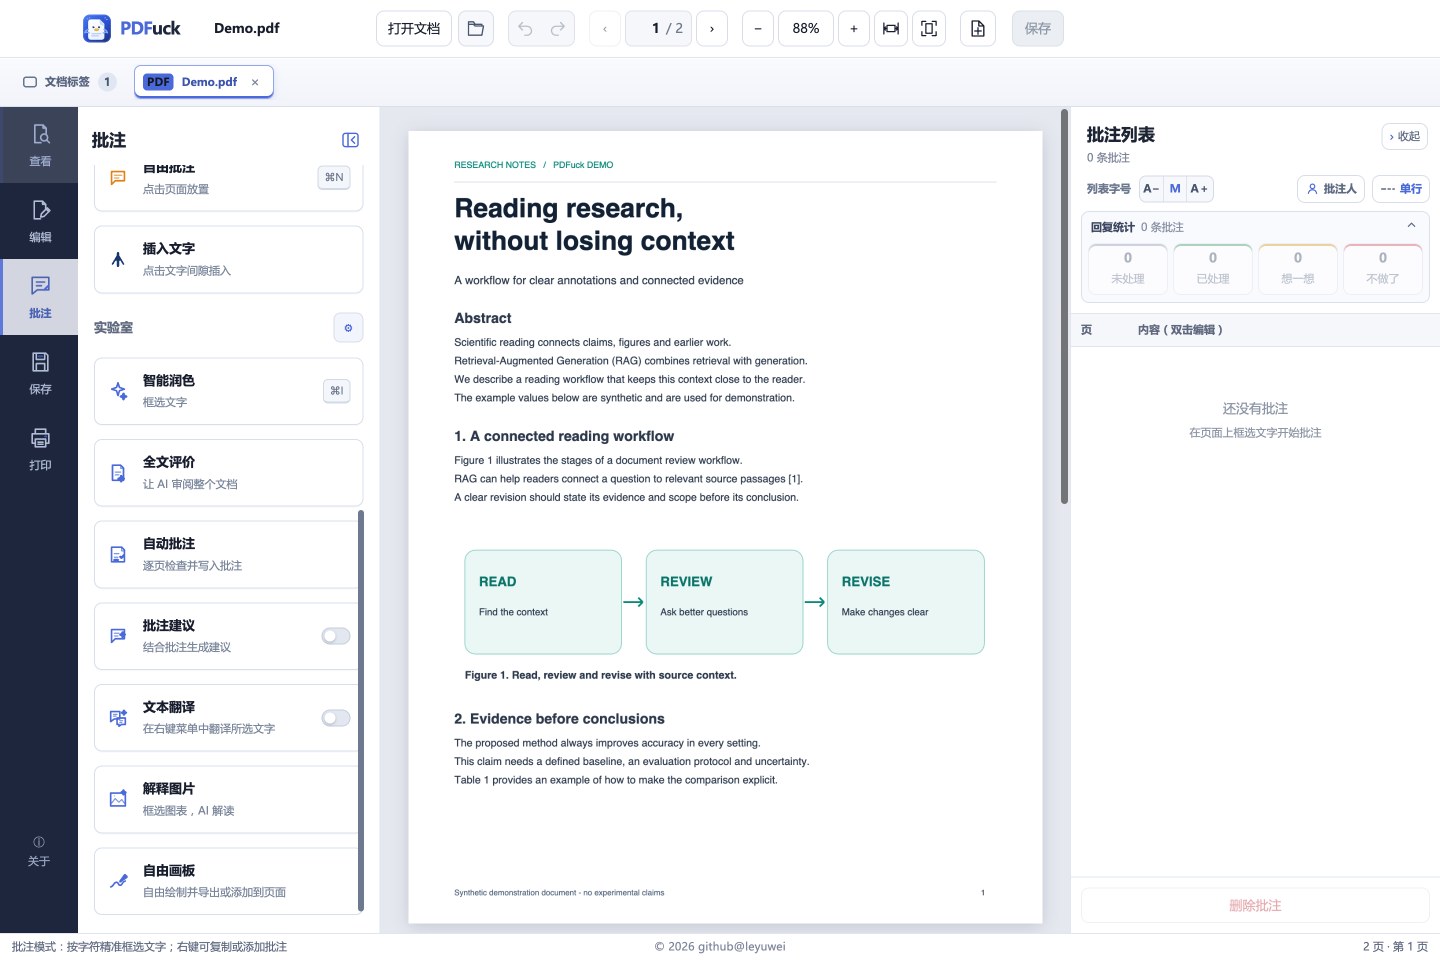 PDFuck
Demo.pdf
打开文档
‹
1 / 2
›
−
88%
+
保存
文档标签 1
PDF Demo.pdf ×
查看
编辑
批注
保存
打印
关于
批注
自由批注
点击页面放置
⌘N
插入文字
点击文字间隙插入
实验室
智能润色
框选文字
⌘I
全文评价
让 AI 审阅整个文档
自动批注
逐页检查并写入批注
批注建议
结合批注生成建议
文本翻译
在右键菜单中翻译所选文字
解释图片
框选图表，AI 解读
自由画板
自由绘制并导出或添加到页面
RESEARCH NOTES / PDFuck DEMO
Reading research,
without losing context
A workflow for clear annotations and connected evidence
Abstract
Scientific reading connects claims, figures and earlier work.
Retrieval-Augmented Generation (RAG) combines retrieval with generation.
We describe a reading workflow that keeps this context close to the reader.
The example values below are synthetic and are used for demonstration.
1. A connected reading workflow
Figure 1 illustrates the stages of a document review workflow.
RAG can help readers connect a question to relevant source passages [1].
A clear revision should state its evidence and scope before its conclusion.
READ
Find the context
→
REVIEW
Ask better questions
→
REVISE
Make changes clear
Figure 1. Read, review and revise with source context.
2. Evidence before conclusions
The proposed method always improves accuracy in every setting.
This claim needs a defined baseline, an evaluation protocol and uncertainty.
Table 1 provides an example of how to make the comparison explicit.
Synthetic demonstration document - no experimental claims
1
批注列表
› 收起
0 条批注
列表字号 A− M A+
批注人
--- 单行
回复统计 0 条批注
0 未处理
0 已处理
0 想一想
0 不做了
页 内容（双击编辑）
还没有批注
在页面上框选文字开始批注
删除批注
批注模式：按字符精准框选文字；右键可复制或添加批注
© 2026 github@leyuwei
2 页 · 第 1 页